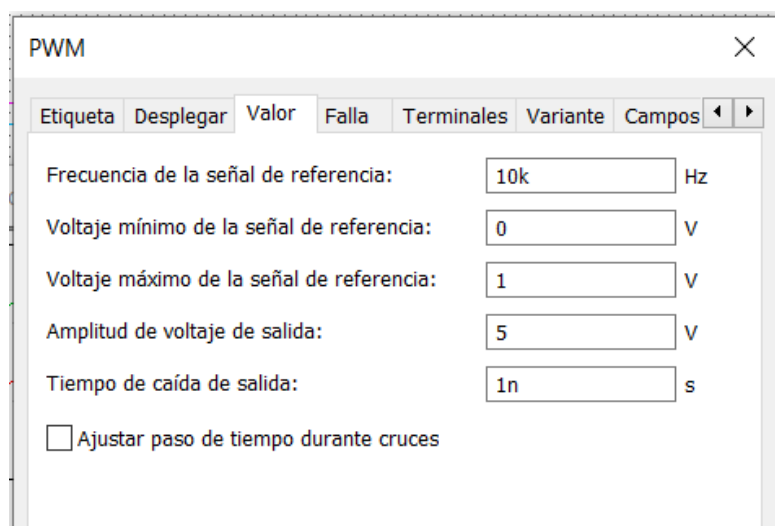 PWM
Etiqueta Desplegar Valor Falla Terminales Variante Campos
Frecuencia de la señal de referencia: 10k Hz
Voltaje mínimo de la señal de referencia: 0 V
Voltaje máximo de la señal de referencia: 1 V
Amplitud de voltaje de salida: 5 V
Tiempo de caída de salida: 1n s
Ajustar paso de tiempo durante cruces